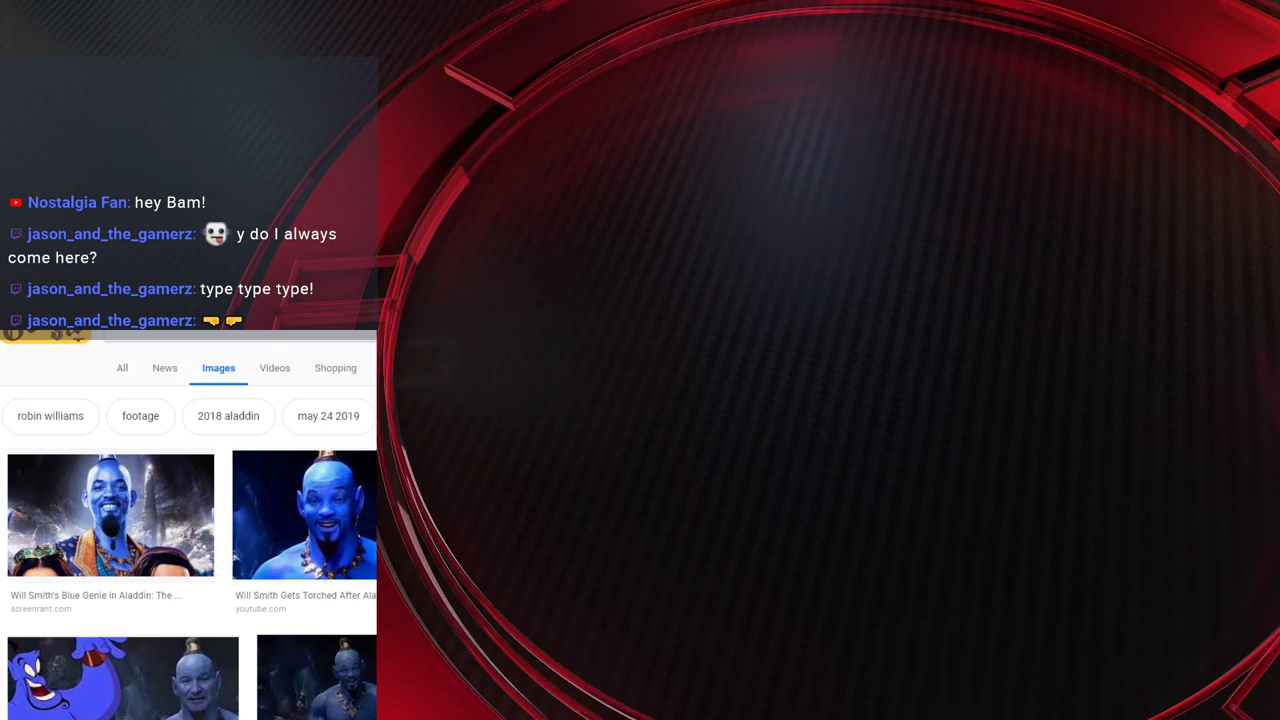 Nostalgia Fan: hey Bam!
jason_and_the_gamerz: y do I always
come here?
jason_and_the_gamerz: type type type!
jason_and_the_gamerz:
All News Images Videos Shopping
robin williams footage 2018 aladdin may 24 2019
Will Smith's Blue Genie in Aladdin: The ... Will Smith Gets Torched After Ala
screenrant.com youtube.com